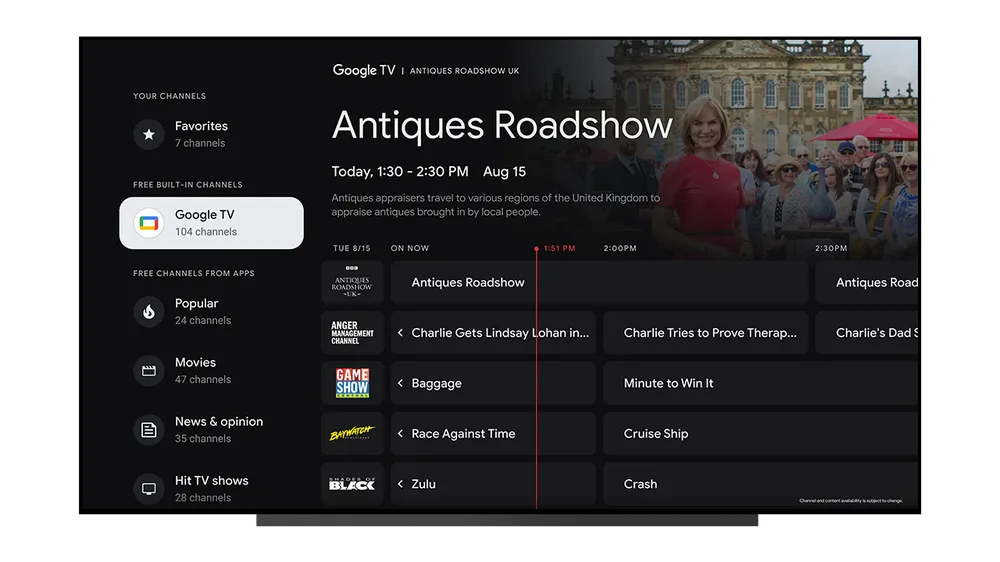 YOUR CHANNELS
Favorites
7 channels
FREE BUILT-IN CHANNELS
Google TV
104 channels
FREE CHANNELS FROM APPS
Popular
24 channels
Movies
47 channels
News & opinion
35 channels
Hit TV shows
28 channels
Google TV | ANTIQUES ROADSHOW UK
Antiques Roadshow
Today, 1:30 - 2:30 PM Aug 15
Antiques appraisers travel to various regions of the United Kingdom to
appraise antiques brought in by local people.
TUE 8/15 ON NOW 1:51 PM 2:00PM 2:30PM
BBC
ANTIQUES
ROADSHOW
UK
Antiques Roadshow Antiques Road
ANGER
MANAGEMENT
CHANNEL
Charlie Gets Lindsay Lohan in... Charlie Tries to Prove Therap... Charlie's Dad S
GAME
SHOW
CENTRAL
Baggage Minute to Win It
BAYWATCH
Race Against Time Cruise Ship
SHADES OF
BLACK
Zulu Crash
Channel and content availability is subject to change.